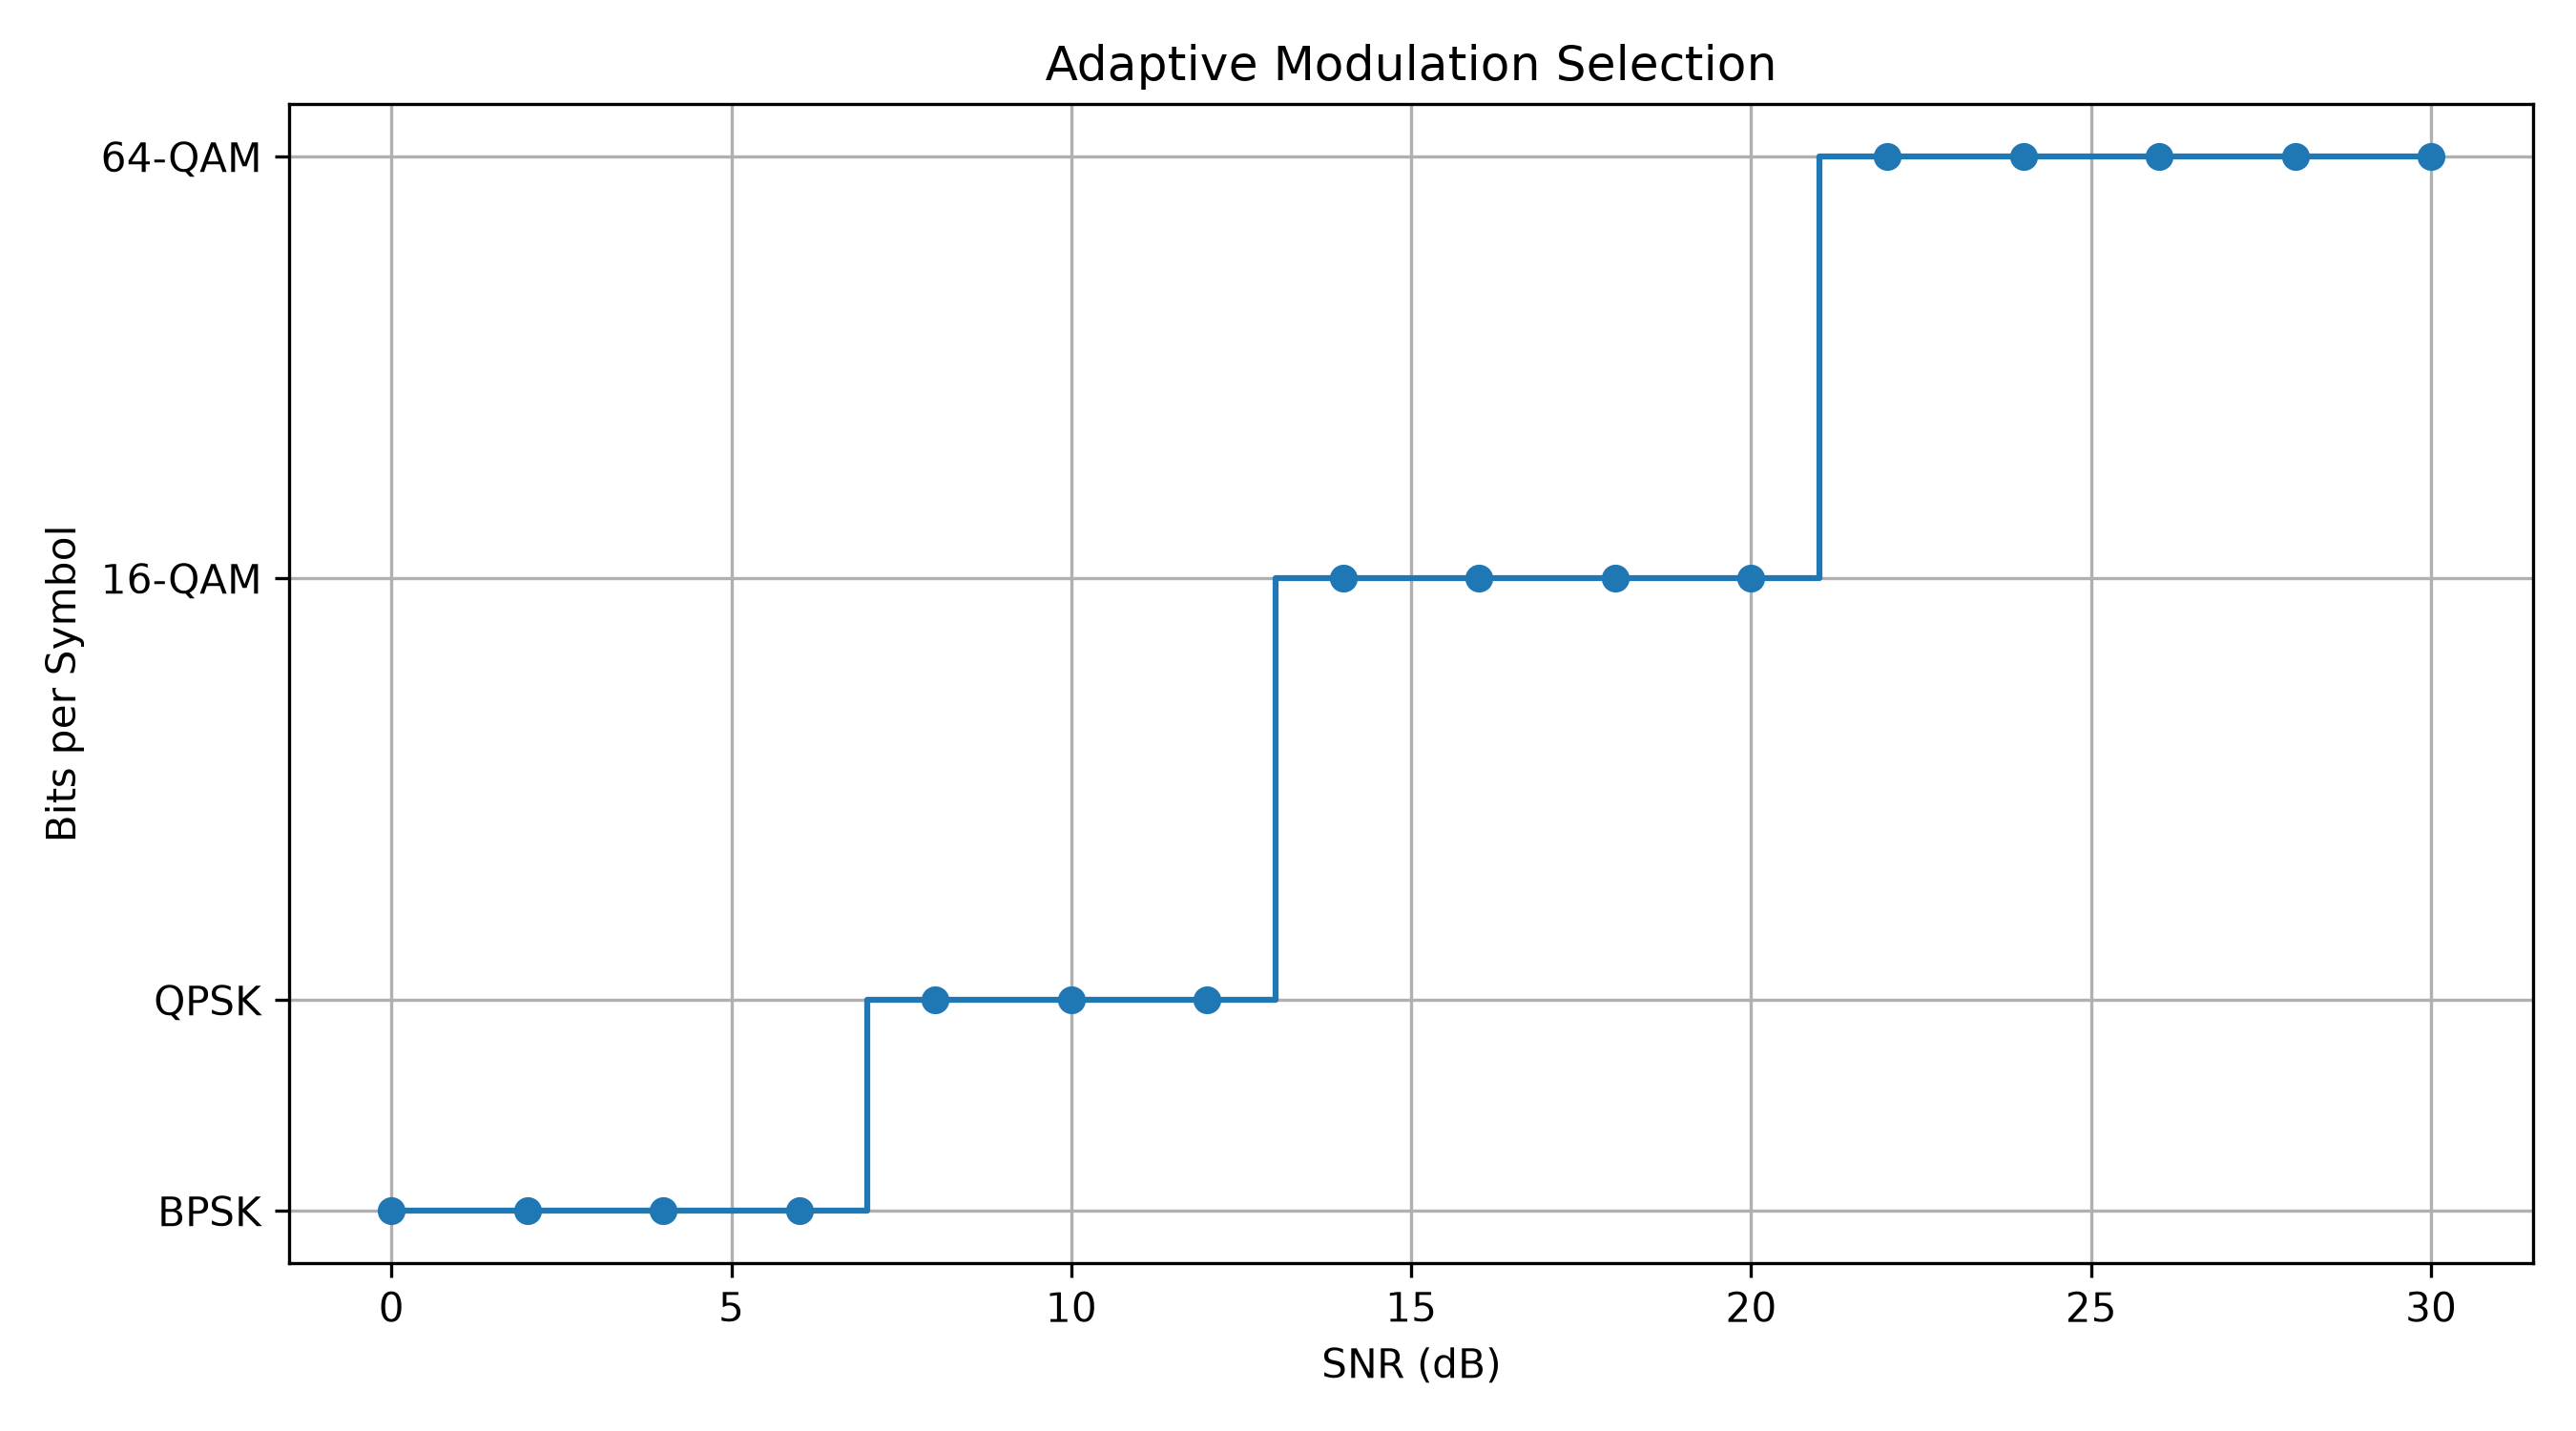 Adaptive Modulation Selection
64-QAM
16-QAM
QPSK
BPSK
Bits per Symbol
0 5 10 15 20 25 30
SNR (dB)